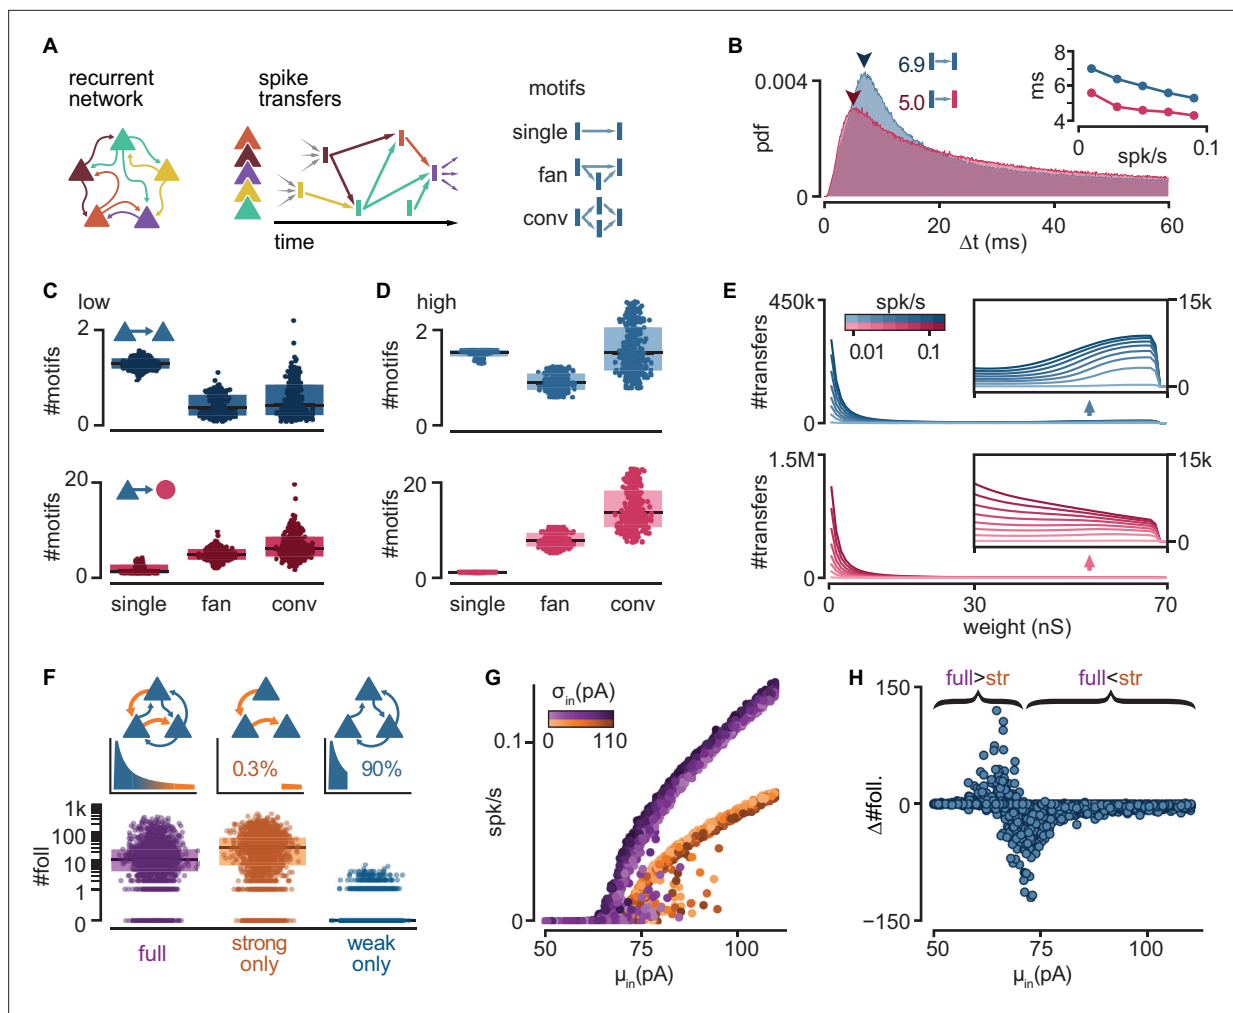 A
recurrent
network
spike
transfers
time
motifs
single
fan
conv
B
0.004
0
pdf
6.9
5.0
0 20 40 60
Δt (ms)
8
4
ms
0 0.1
spk/s
C
low
2
0
#motifs
20
0
#motifs
single fan conv
D
high
2
0
#motifs
20
0
#motifs
single fan conv
E
450k
0
#transfers
spk/s
0.01 0.1
15k
0
1.5M
0
#transfers
15k
0
0 30 70
weight (nS)
F
0.3%
90%
1k
100
10
1
0
#foll
full
strong
only
weak
only
G
σin(pA)
0 110
0.1
0
spk/s
50 75 100
μin(pA)
H
full>str
full<str
150
0
−150
Δ#foll.
50 75 100
μin(pA)